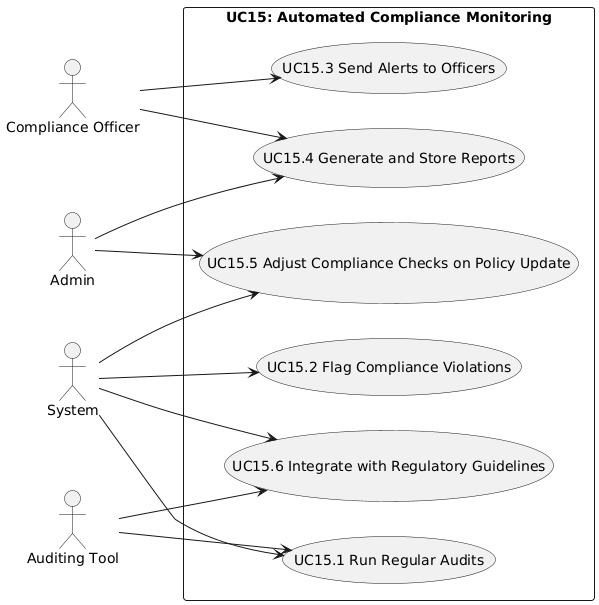 UC15: Automated Compliance Monitoring
UC15.3 Send Alerts to Officers
Compliance Officer
UC15.4 Generate and Store Reports
Admin
UC15.5 Adjust Compliance Checks on Policy Update
UC15.2 Flag Compliance Violations
System
UC15.6 Integrate with Regulatory Guidelines
Auditing Tool
UC15.1 Run Regular Audits